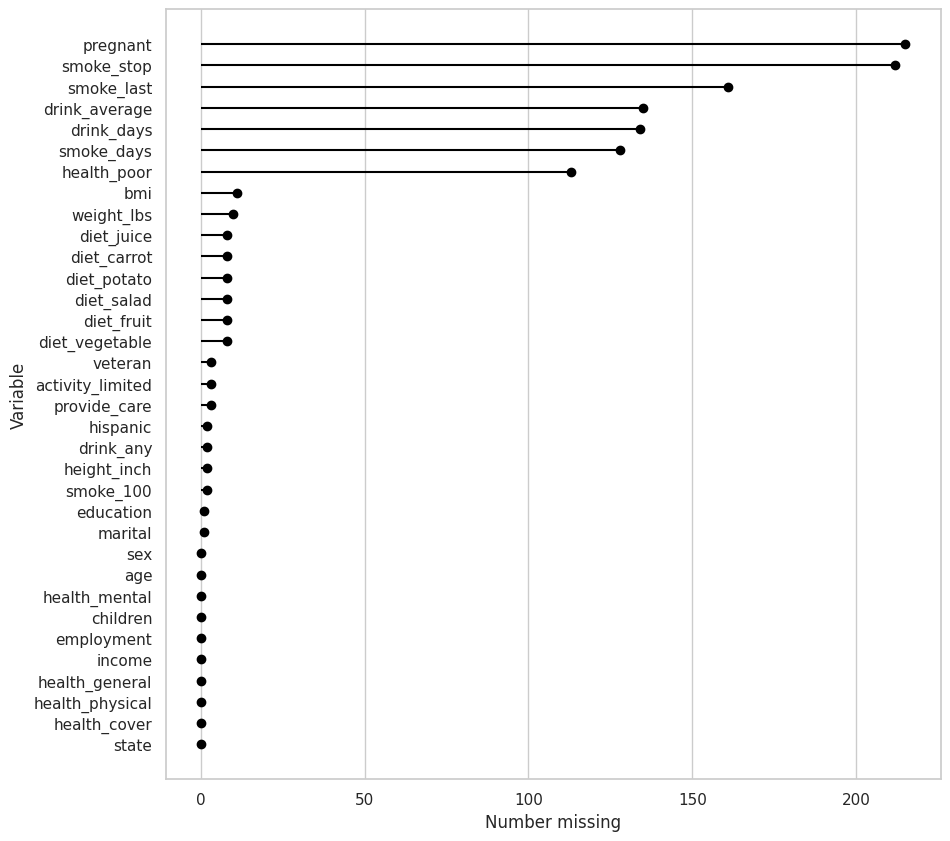 pregnant
smoke_stop
smoke_last
drink_average
drink_days
smoke_days
health_poor
bmi
weight_lbs
diet_juice
diet_carrot
diet_potato
diet_salad
diet_fruit
diet_vegetable
veteran
activity_limited
provide_care
hispanic
drink_any
height_inch
smoke_100
education
marital
sex
age
health_mental
children
employment
income
health_general
health_physical
health_cover
state
Variable
0 50 100 150 200
Number missing